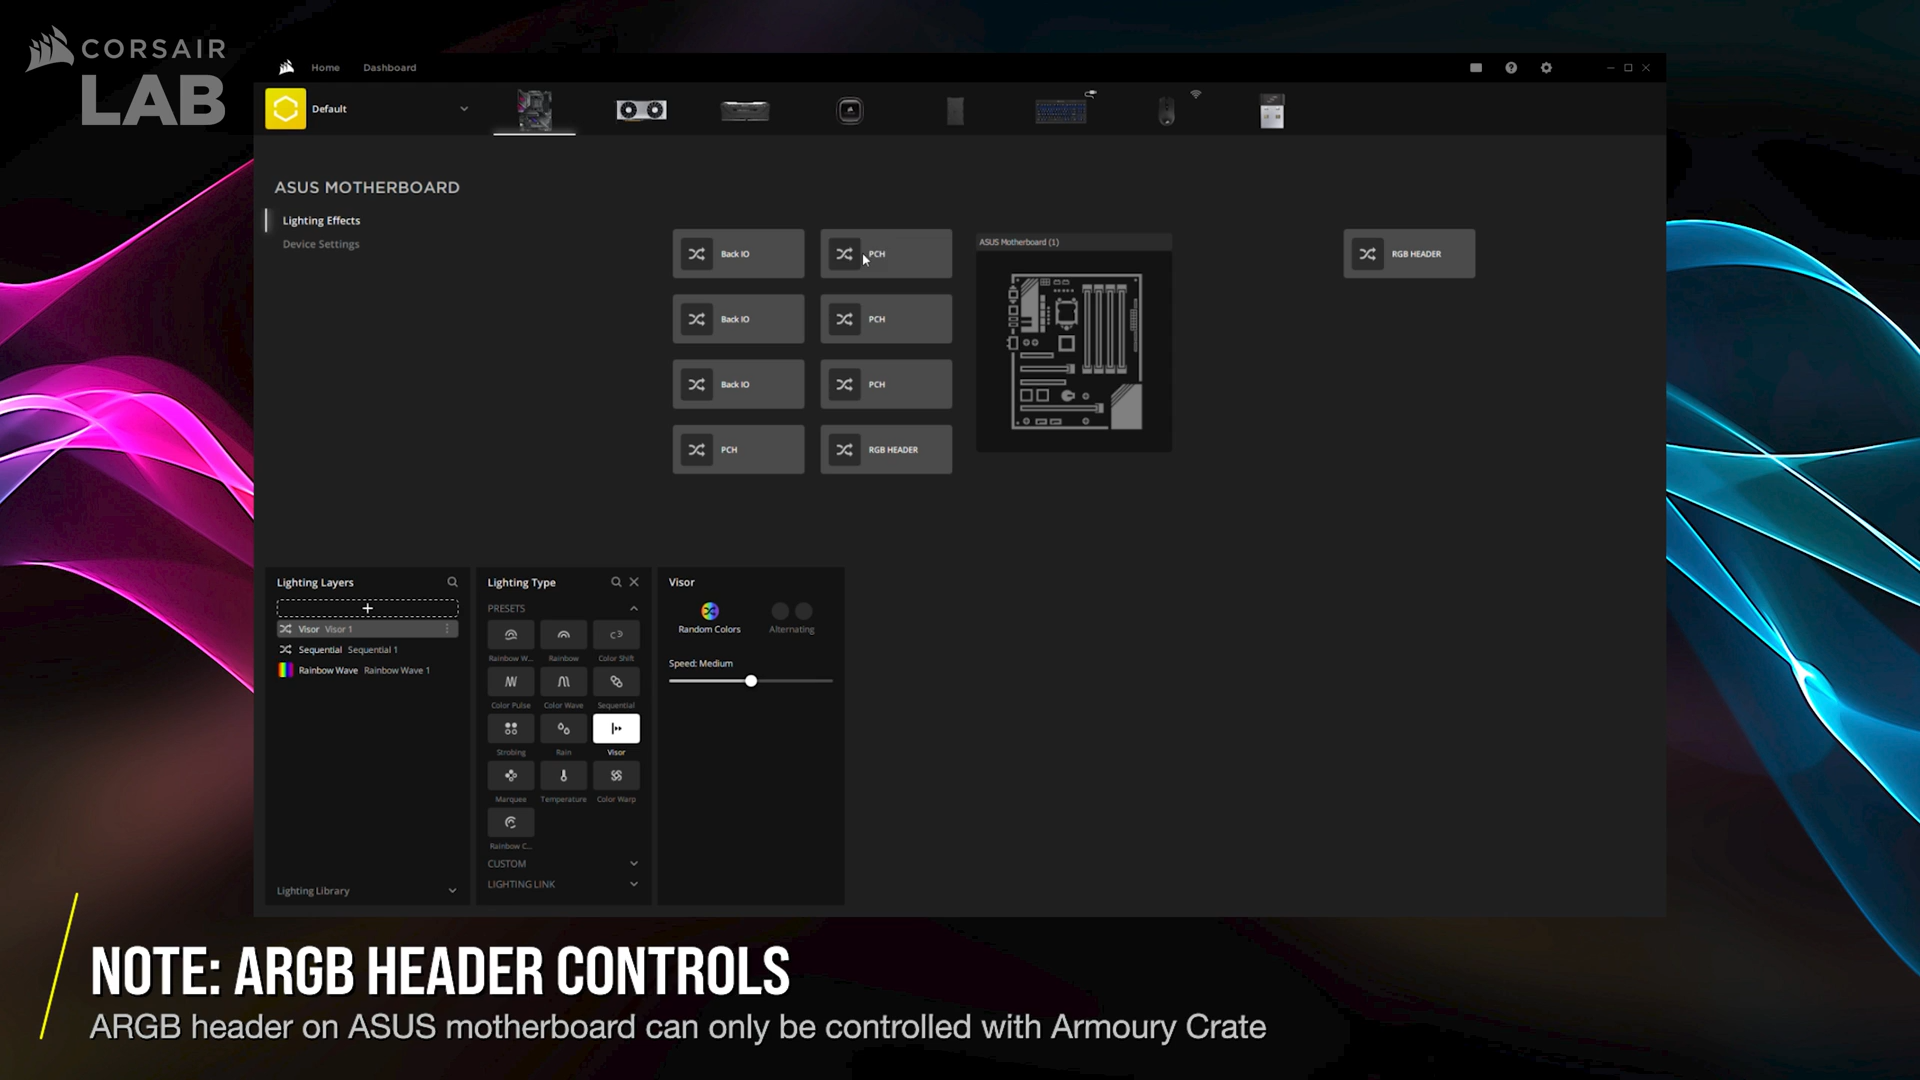 CORSAIR
LAB
Home
Dashboard
Default
ASUS MOTHERBOARD
Lighting Effects
Device Settings
Back IO
PCH
Back IO
PCH
Back IO
PCH
PCH
RGB HEADER
ASUS Motherboard (1)
RGB HEADER
Lighting Layers
+
Visor Visor 1
Sequential Sequential 1
Rainbow Wave Rainbow Wave 1
Lighting Library
Lighting Type
PRESETS
Rainbow W...
Rainbow
Color Shift
Color Pulse
Color Wave
Sequential
Strobing
Rain
Visor
Marquee
Temperature
Color Warp
Rainbow C...
CUSTOM
LIGHTING LINK
Visor
Random Colors
Alternating
Speed: Medium
NOTE: ARGB HEADER CONTROLS
ARGB header on ASUS motherboard can only be controlled with Armoury Crate